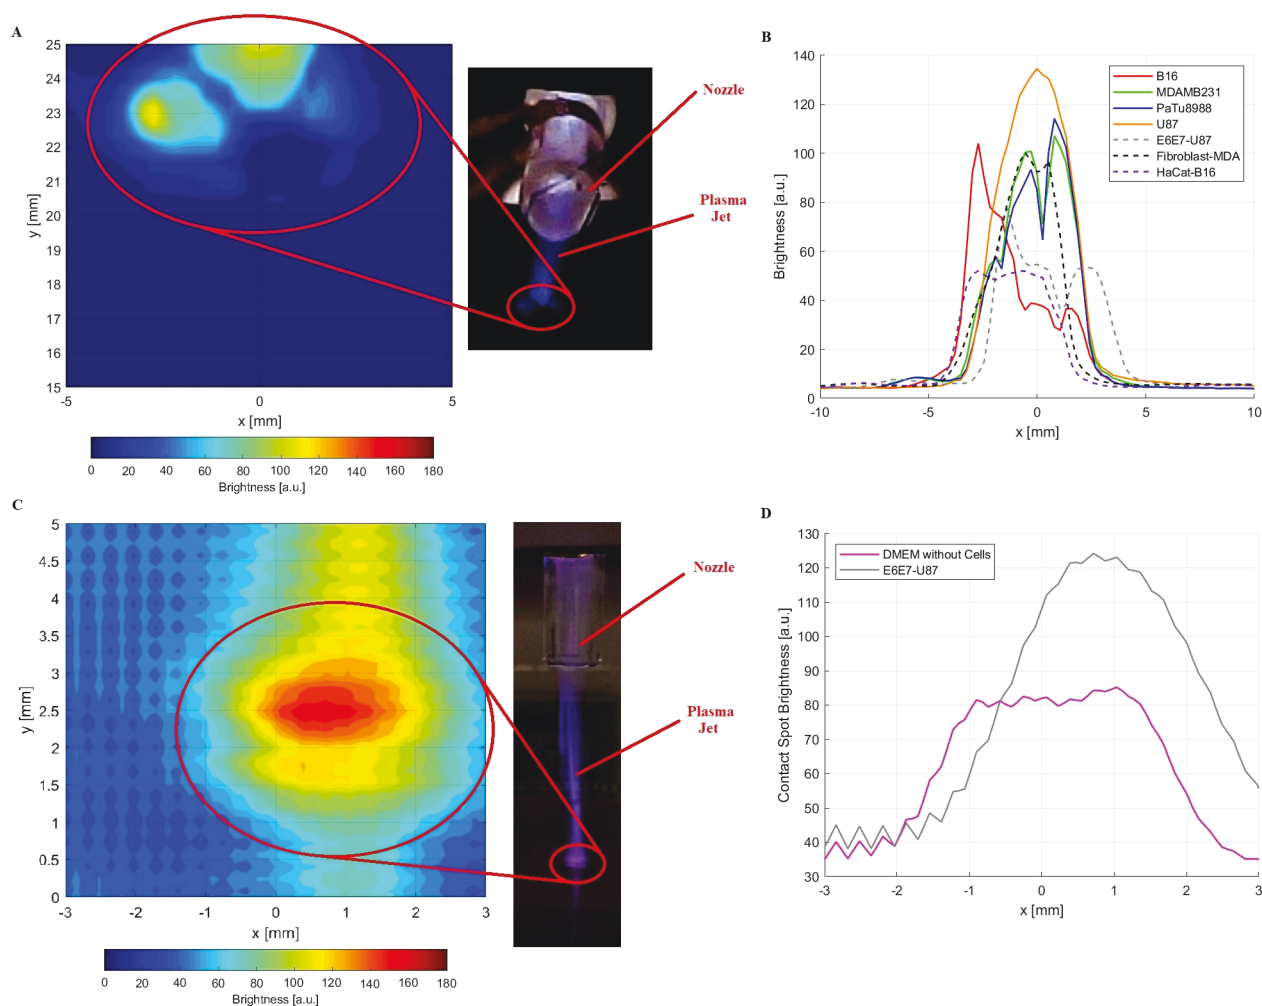 A
25
24
23
22
21
20
19
18
17
16
15
y [mm]
-5
0
5
x [mm]
0
20
40
60
80
100
120
140
160
180
Brightness [a.u.]
Nozzle
Plasma
Jet
B
140
120
100
80
60
40
20
0
Brightness [a.u.]
-10
-5
0
5
10
x [mm]
B16
MDAMB231
PaTu8988
U87
E6E7-U87
Fibroblast-MDA
HaCat-B16
C
5
4.5
4
3.5
3
2.5
2
1.5
1
0.5
0
y [mm]
-3
-2
-1
0
1
2
3
x [mm]
0
20
40
60
80
100
120
140
160
180
Brightness [a.u.]
Nozzle
Plasma
Jet
D
130
120
110
100
90
80
70
60
50
40
30
Contact Spot Brightness [a.u.]
-3
-2
-1
0
1
2
3
x [mm]
DMEM without Cells
E6E7-U87